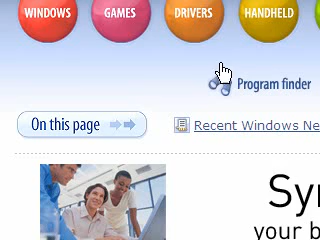 WINDOWS GAMES DRIVERS HANDHELD
Program finder
On this page
Recent Windows Ne
Sy
your b